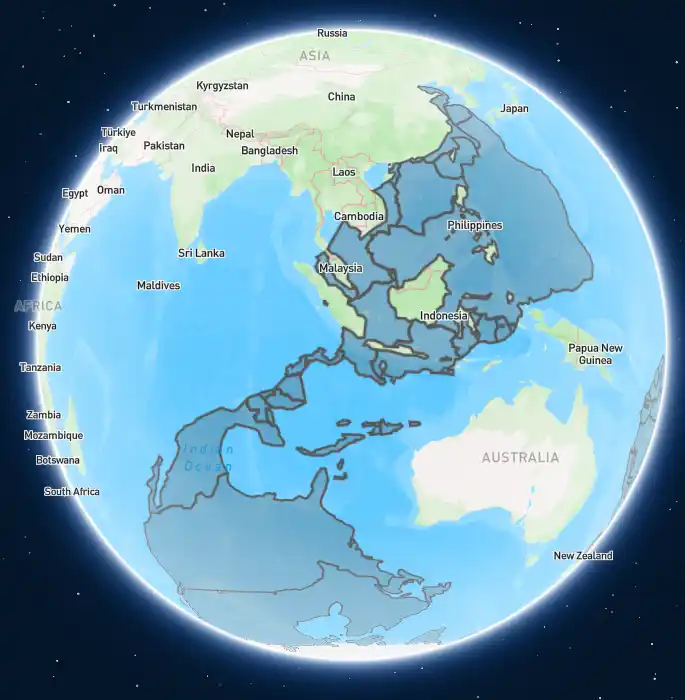 Russia
ASIA
Kyrgyzstan
China
Turkmenistan
Japan
Türkiye
Nepal
Iraq
Pakistan
Bangladesh
India
Laos
Egypt
Oman
Cambodia
Philippines
Yemen
Sri Lanka
Sudan
Malaysia
Ethiopia
Maldives
AFRICA
Indonesia
Kenya
Papua New
Guinea
Tanzania
Zambia
Mozambique
Indian
Ocean
AUSTRALIA
Botswana
South Africa
New Zealand